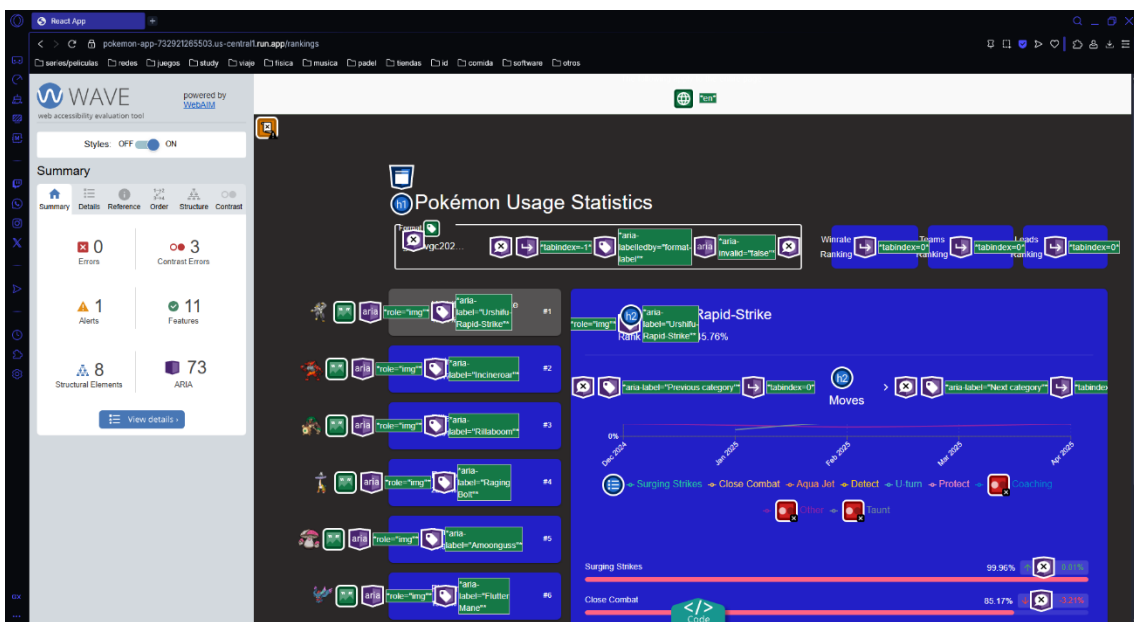 React App
pokemon-app-732921265503.us-central1.run.app/rankings
series/peliculas redes juegos study viaje fisica musica padel tiendas id comida software otros
WAVE
powered by
WebAIM
web accessibility evaluation tool
Styles: OFF ON
Summary
Summary Details Reference Order Structure Contrast
0
Errors
3
Contrast Errors
1
Alerts
11
Features
8
Structural Elements
73
ARIA
View details ›
*"en"
h1 Pokémon Usage Statistics
Format
vgc202...
*tabindex=-1*
*aria-labelledby="format-label"*
aria
*aria-invalid="false"*
Winrate Ranking
*tabindex=0*
Teams Ranking
*tabindex=0*
Leads Ranking
*tabindex=0*
aria *role="img"* *aria-label="Urshifu-Rapid-Strike"* #1
aria *role="img"* *aria-label="Incineroar"* #2
aria *role="img"* *aria-label="Rillaboom"* #3
aria *role="img"* *aria-label="Raging Bolt"* #4
aria *role="img"* *aria-label="Amoonguss"* #5
aria *role="img"* *aria-label="Flutter Mane"* #6
*role="img"* h2 *aria-label="Urshifu-Rapid-Strike"* Rapid-Strike
Rank 45.76%
*aria-label="Previous category"* *tabindex=0*
h2
Moves
› *aria-label="Next category"* *tabindex
0%
Dec 2024 Jan 2025 Feb 2025 Mar 2025 Apr 2025
Surging Strikes Close Combat Aqua Jet Detect U-turn Protect Coaching
Other Taunt
Surging Strikes 99.96% 0.01%
Close Combat 85.17% -3.21%
</>
Code